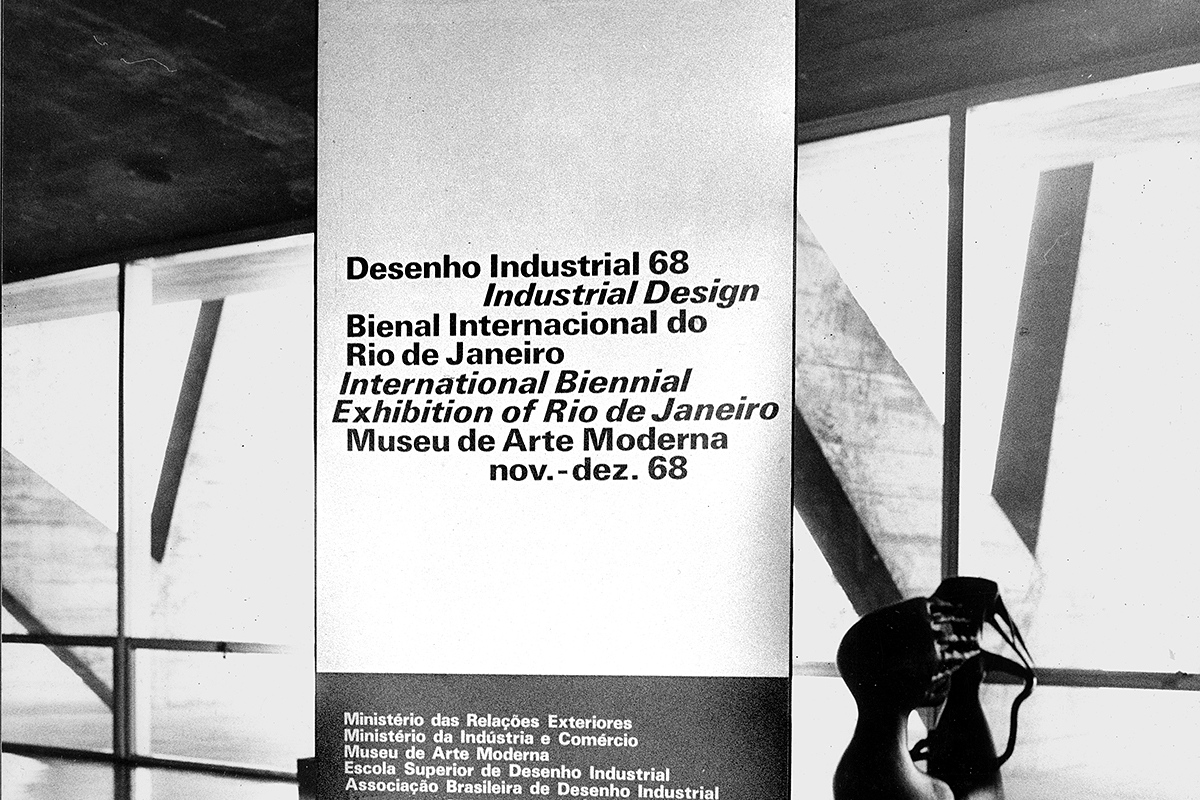 Desenho Industrial 68
Industrial Design
Bienal Internacional do
Rio de Janeiro
International Biennial
Exhibition of Rio de Janeiro
Museu de Arte Moderna
nov.-dez. 68
Ministério das Relações Exteriores
Ministério da Indústria e Comércio
Museu de Arte Moderna
Escola Superior de Desenho Industrial
Associação Brasileira de Desenho Industrial